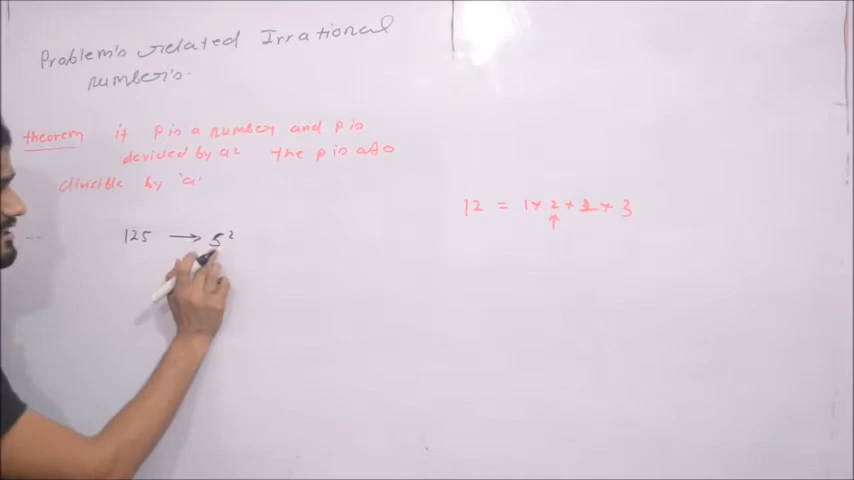 Problem's related Irrational
number's.
theorem if p is a number and p is
devided by a² the p is also
divisible by 'a'
12 = 1 × 2 × 2 × 3
↑
125 → 5²